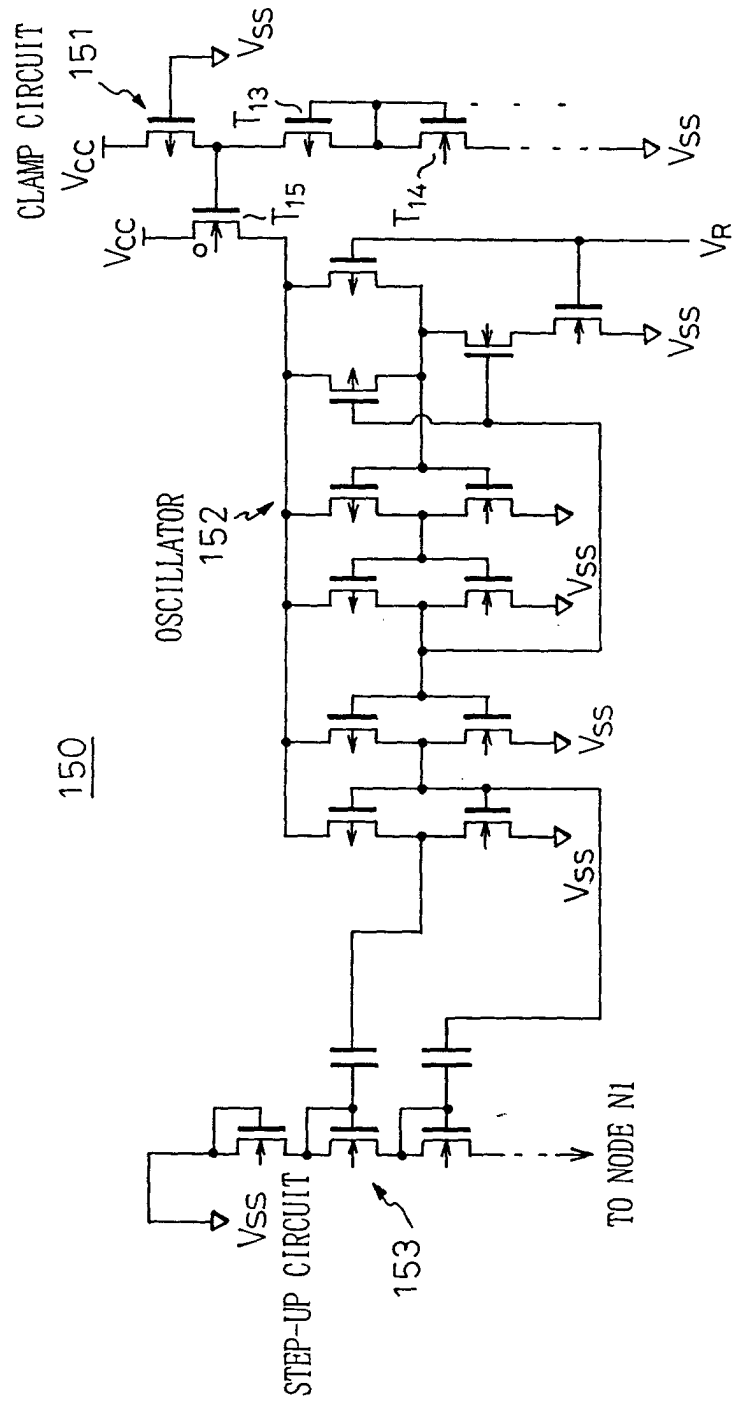 150
STEP-UP CIRCUIT
153
VSS
TO NODE N1
OSCILLATOR
152
VSS
VSS
VSS
CLAMP CIRCUIT
151
VCC
VCC
VSS
T15
T13
T14
VSS
VSS
VR